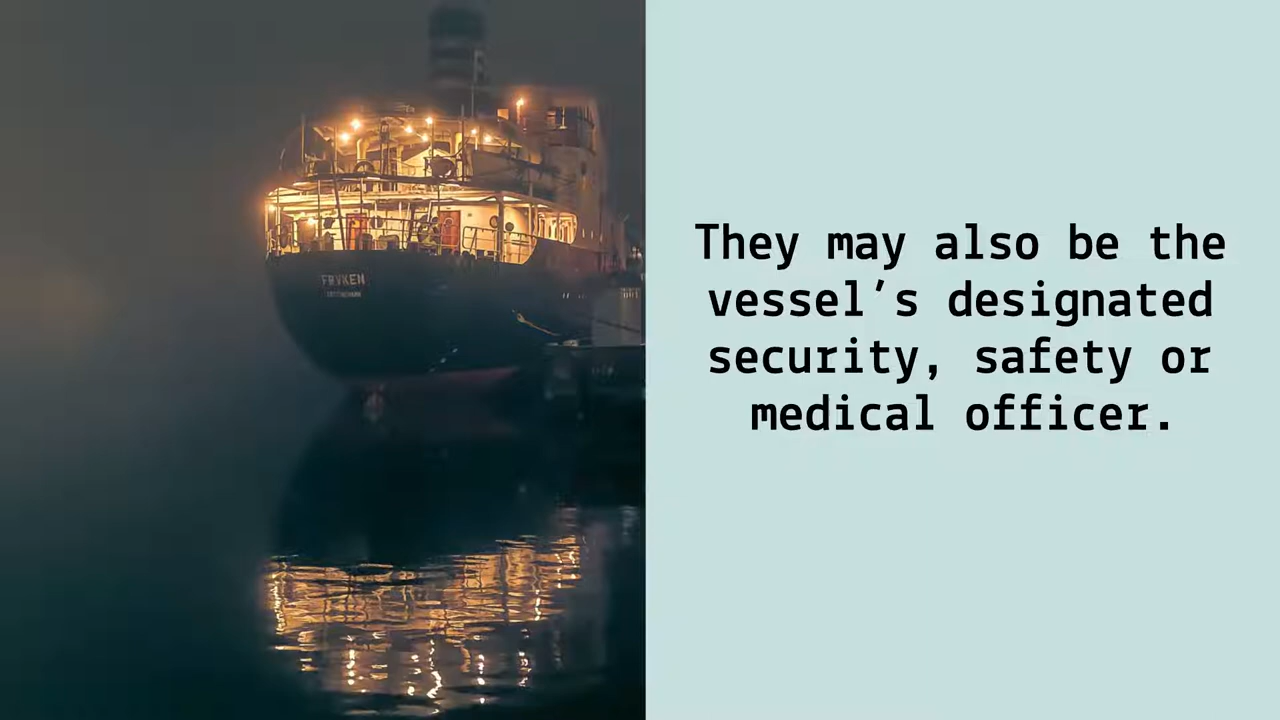 FRYKEN
They may also be the
vessel’s designated
security, safety or
medical officer.